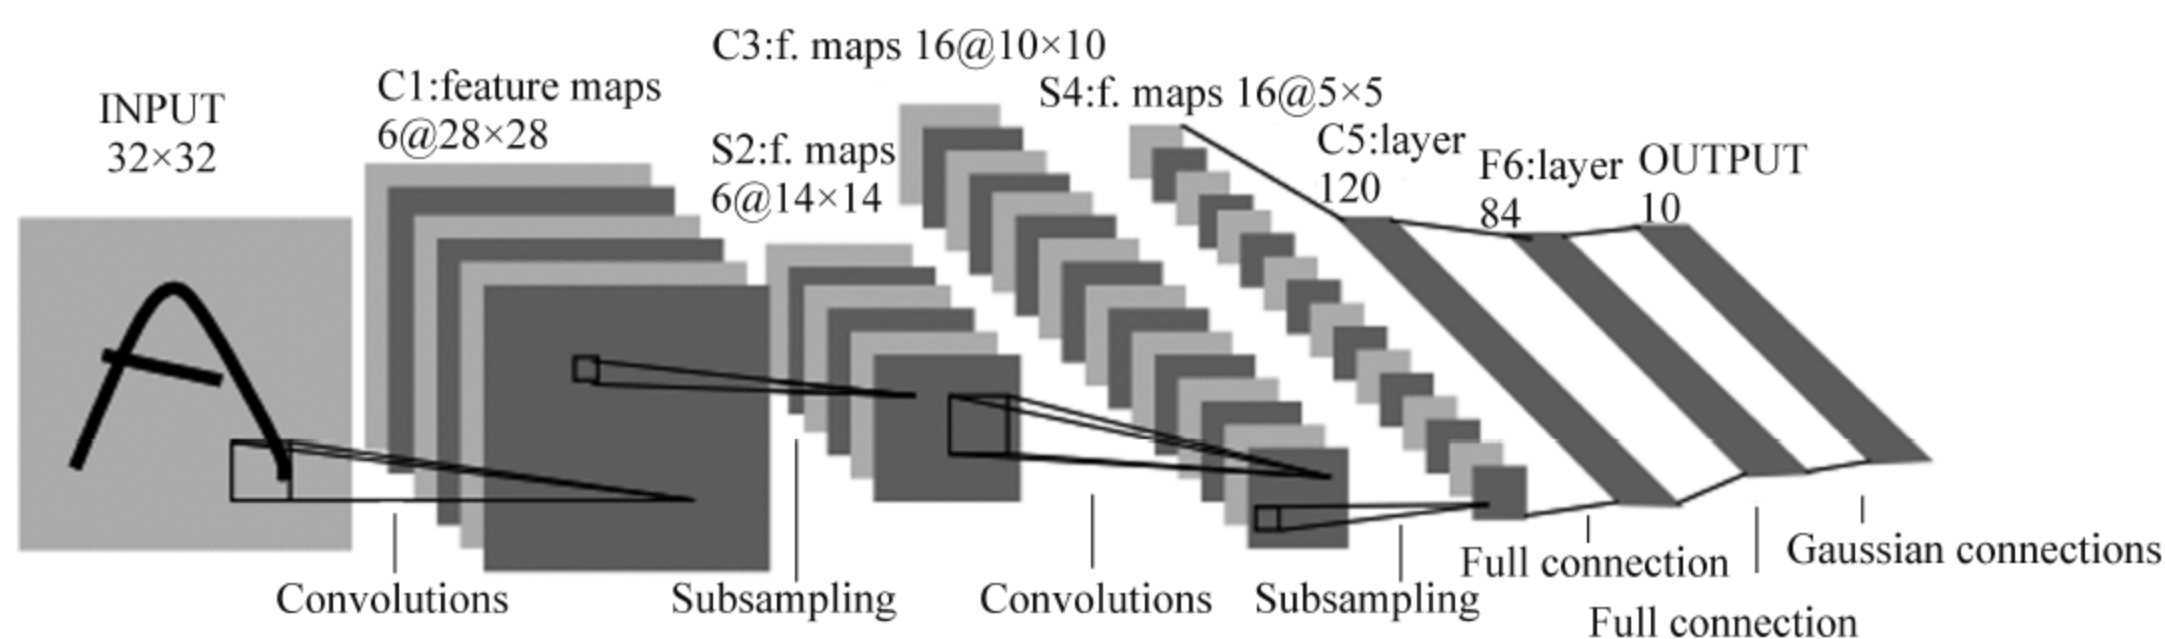 INPUT
32×32
C1:feature maps
6@28×28
S2:f. maps
6@14×14
C3:f. maps 16@10×10
S4:f. maps 16@5×5
C5:layer
120
F6:layer
84
OUTPUT
10
Convolutions
Subsampling
Convolutions
Subsampling
Full connection
Full connection
Gaussian connections